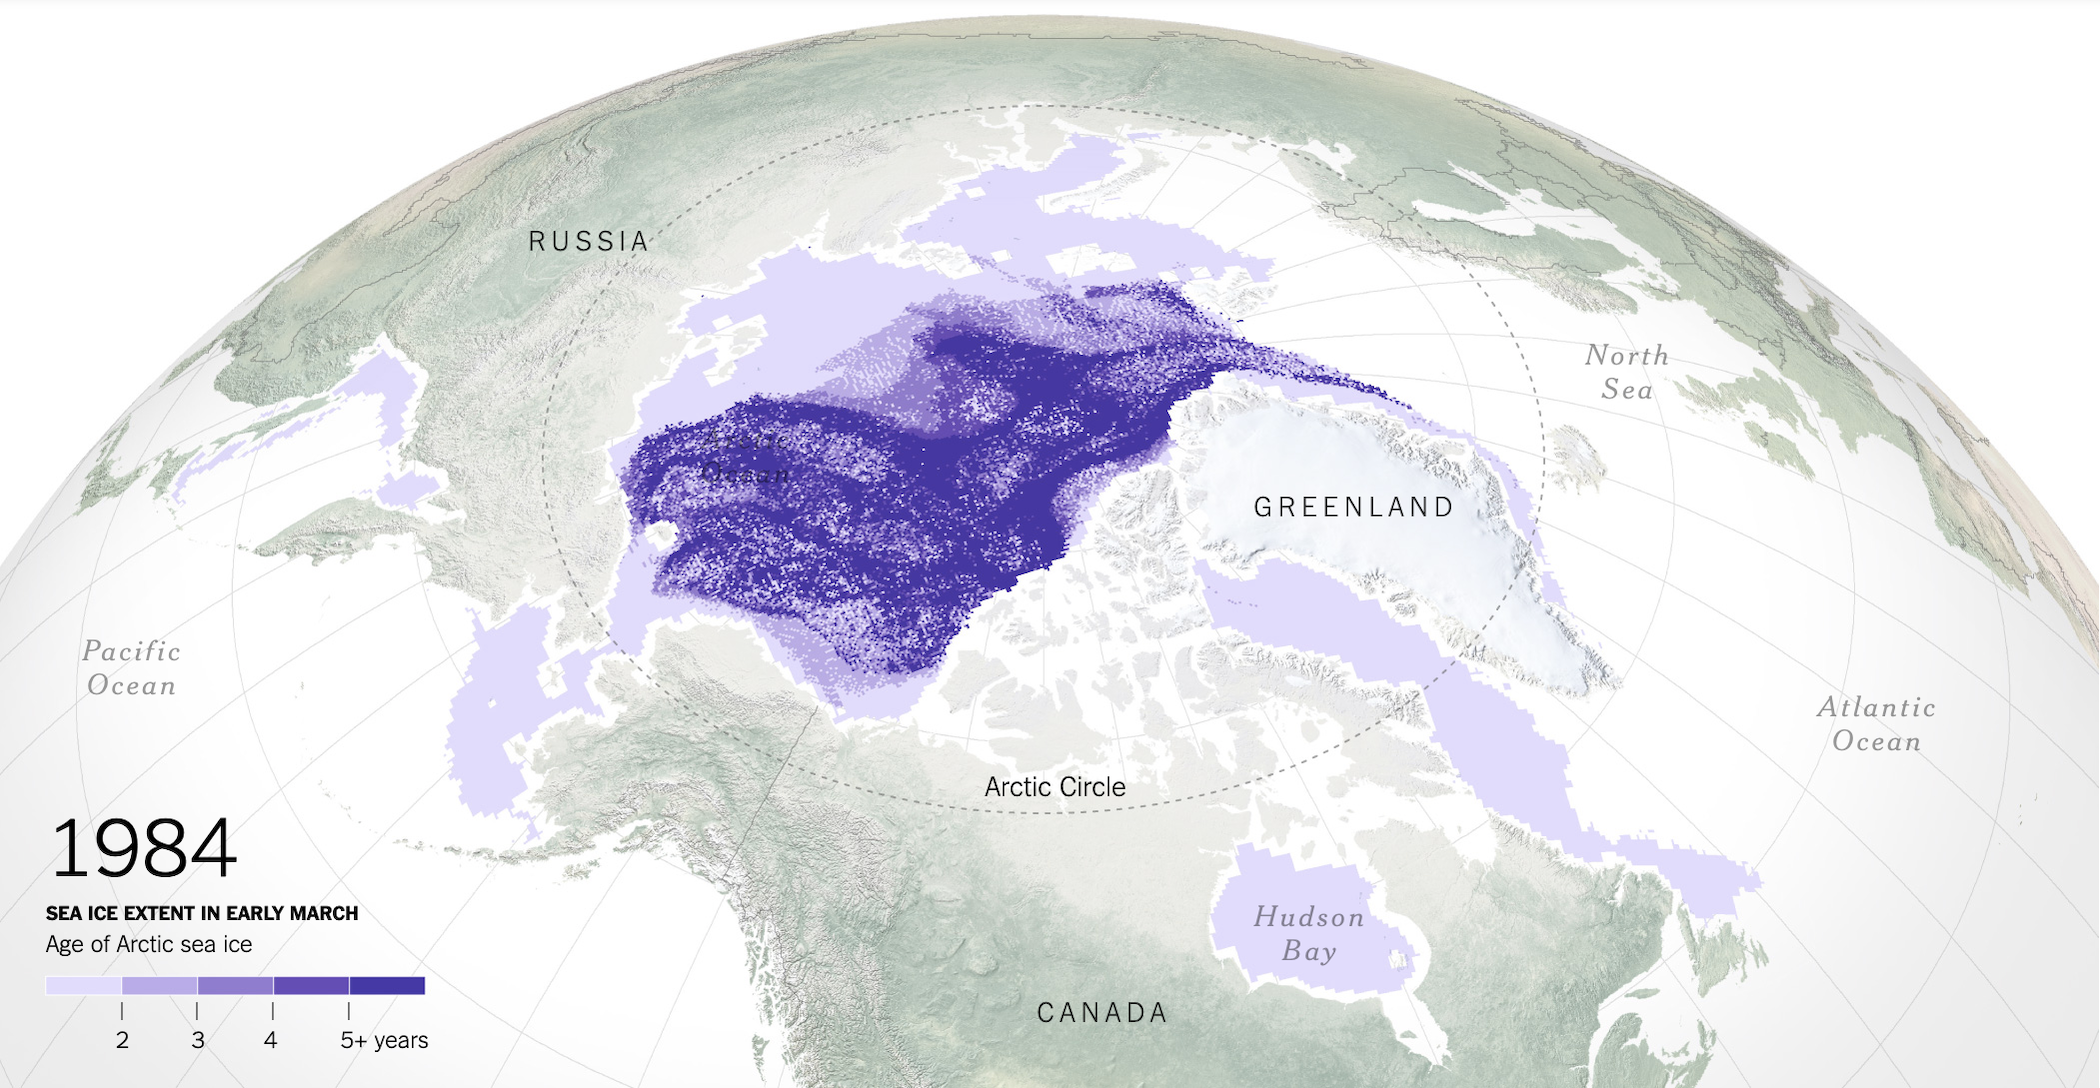 RUSSIA
North
Sea
Arctic
Ocean
GREENLAND
Pacific
Ocean
Atlantic
Ocean
Arctic Circle
Hudson
Bay
CANADA
1984
SEA ICE EXTENT IN EARLY MARCH
Age of Arctic sea ice
2 3 4 5+ years